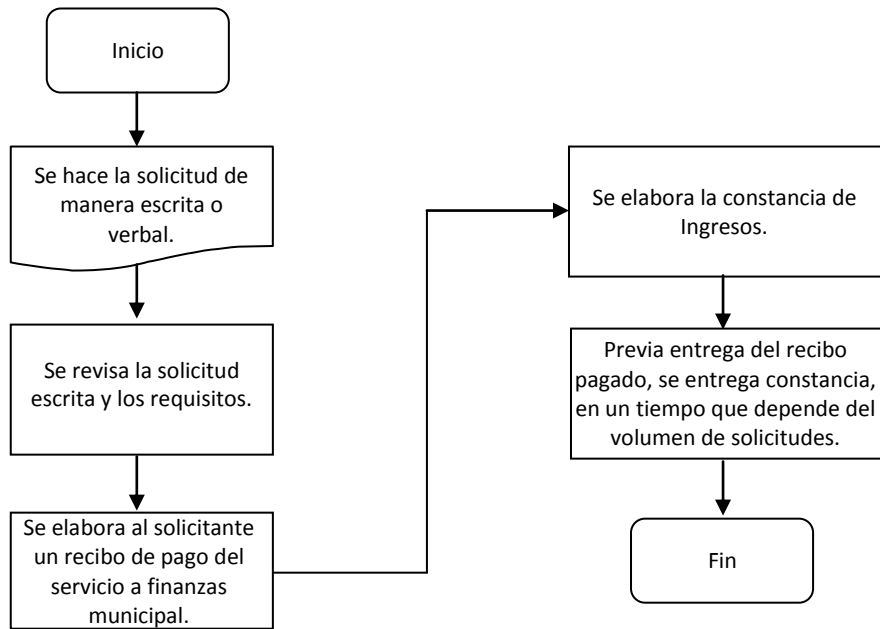 Inicio
Se hace la solicitud de
manera escrita o
verbal.
Se revisa la solicitud
escrita y los requisitos.
Se elabora al solicitante
un recibo de pago del
servicio a finanzas
municipal.
Se elabora la constancia de
Ingresos.
Previa entrega del recibo
pagado, se entrega constancia,
en un tiempo que depende del
volumen de solicitudes.
Fin